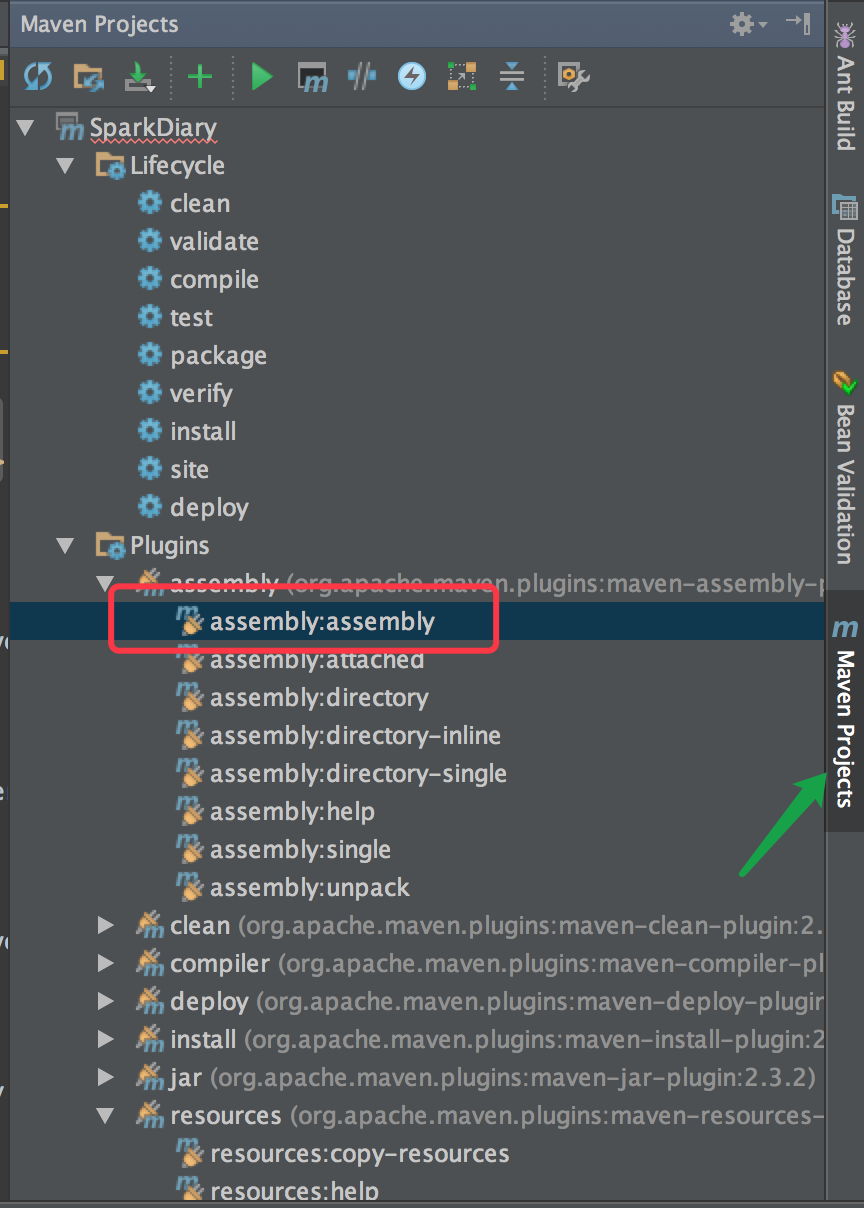 Maven Projects
SparkDiary
Lifecycle
clean
validate
compile
test
package
verify
install
site
deploy
Plugins
assembly (org.apache.maven.plugins:maven-assembly-p
assembly:assembly
assembly:attached
assembly:directory
assembly:directory-inline
assembly:directory-single
assembly:help
assembly:single
assembly:unpack
clean (org.apache.maven.plugins:maven-clean-plugin:2.
compiler (org.apache.maven.plugins:maven-compiler-pl
deploy (org.apache.maven.plugins:maven-deploy-plugin
install (org.apache.maven.plugins:maven-install-plugin:2
jar (org.apache.maven.plugins:maven-jar-plugin:2.3.2)
resources (org.apache.maven.plugins:maven-resources-
resources:copy-resources
resources:help
Ant Build
Database
Bean Validation
Maven Projects